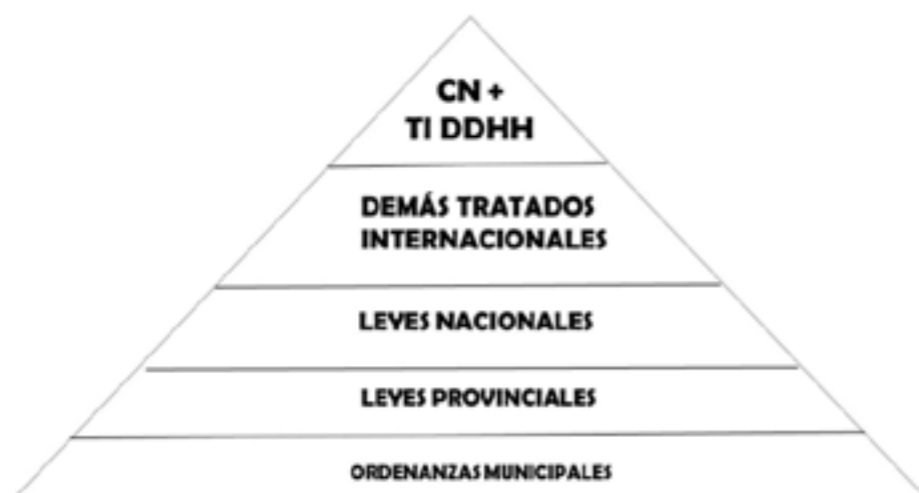 CN +
TI DDHH
DEMÁS TRATADOS
INTERNACIONALES
LEYES NACIONALES
LEYES PROVINCIALES
ORDENANZAS MUNICIPALES